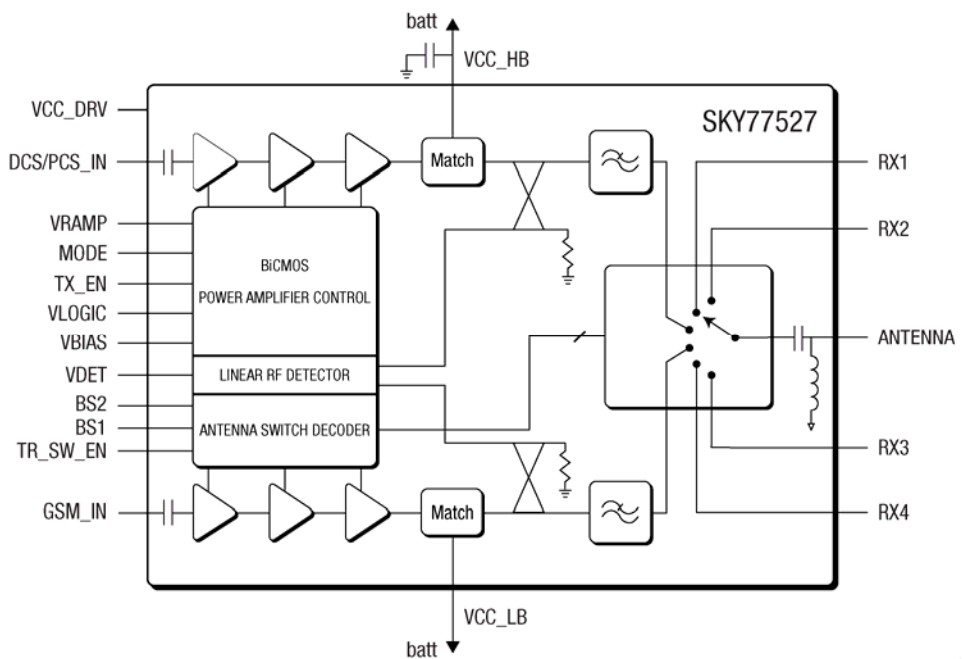 batt
VCC_HB
VCC_DRV
SKY77527
DCS/PCS_IN
Match
RX1
VRAMP
RX2
MODE
BiCMOS
TX_EN
POWER AMPLIFIER CONTROL
VLOGIC
VBIAS
ANTENNA
VDET
LINEAR RF DETECTOR
BS2
BS1
ANTENNA SWITCH DECODER
TR_SW_EN
RX3
GSM_IN
Match
RX4
VCC_LB
batt